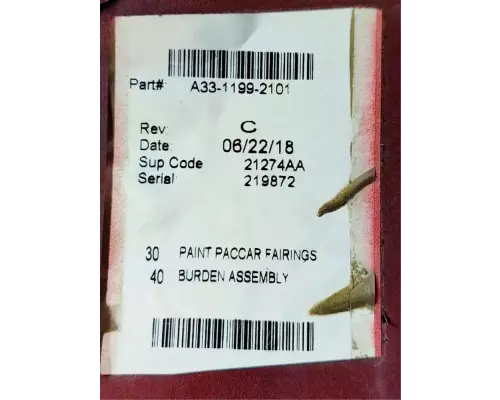 Part#: A33-1199-2101
Rev: C
Date: 06/22/18
Sup Code 21274AA
Serial: 219872
30 PAINT PACCAR FAIRINGS
40 BURDEN ASSEMBLY